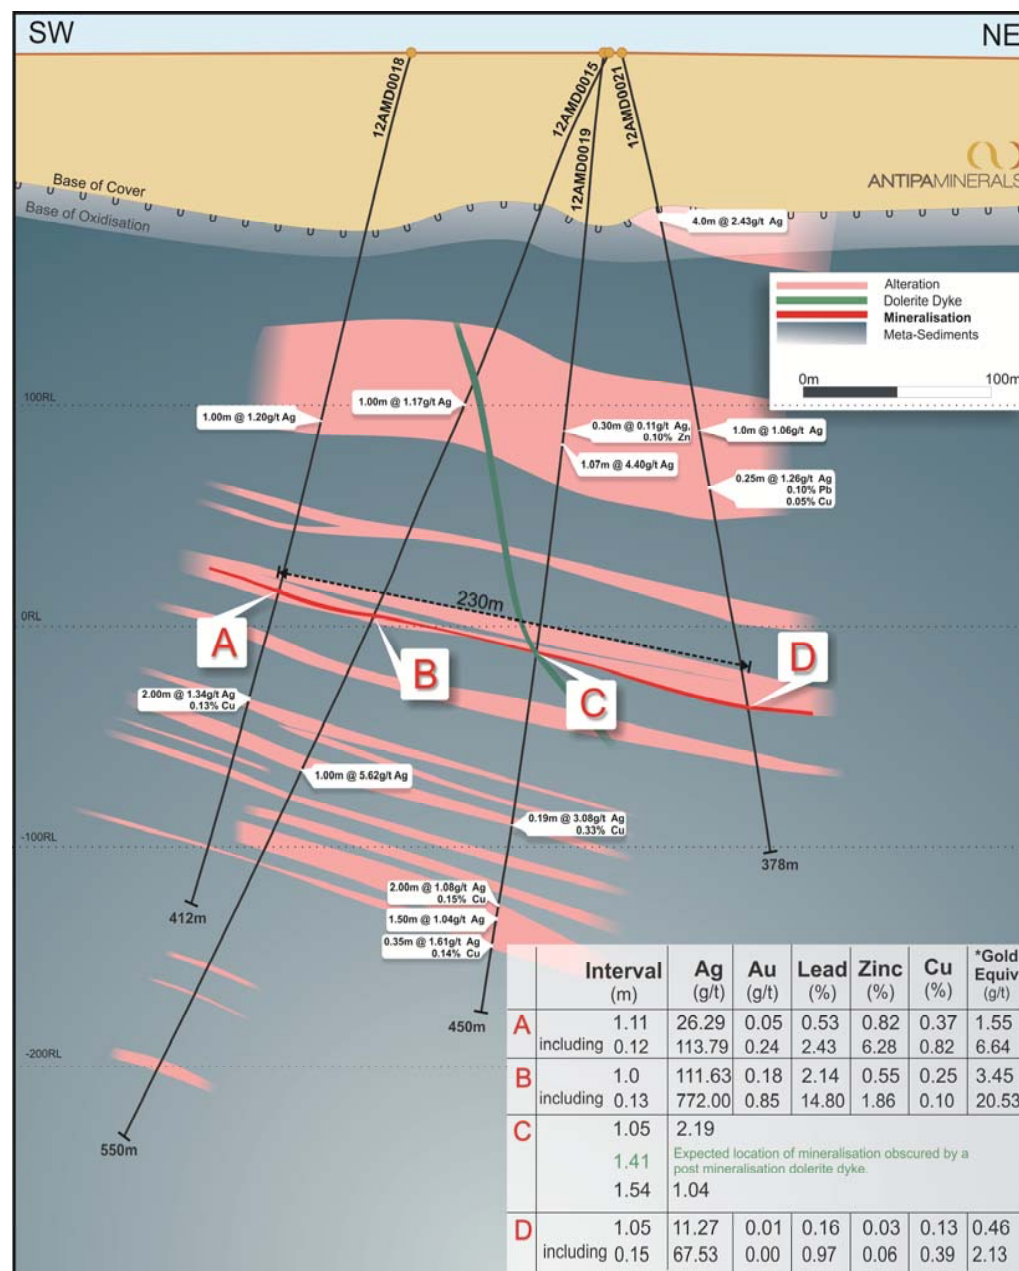 SW
NE
12AMD0018
12AMD0015
12AMD0019
12AMD0021
ANTIPAMINERALS
Base of Cover
Base of Oxidisation
4.0m @ 2.43g/t Ag
Alteration
Dolerite Dyke
Mineralisation
Meta-Sediments
0m
100m
100RL
1.00m @ 1.20g/t Ag
1.00m @ 1.17g/t Ag
0.30m @ 0.11g/t Ag,
0.10% Zn
1.07m @ 4.40g/t Ag
1.0m @ 1.06g/t Ag
0.25m @ 1.26g/t Ag
0.10% Pb
0.05% Cu
230m
0RL
A
B
C
D
2.00m @ 1.34g/t Ag
0.13% Cu
1.00m @ 5.62g/t Ag
0.19m @ 3.08g/t Ag
0.33% Cu
-100RL
378m
2.00m @ 1.08g/t Ag
0.15% Cu
1.50m @ 1.04g/t Ag
0.35m @ 1.61g/t Ag
0.14% Cu
412m
450m
-200RL
550m
Interval (m) Ag (g/t) Au (g/t) Lead (%) Zinc (%) Cu (%) *Gold Equiv (g/t)
A 1.11 26.29 0.05 0.53 0.82 0.37 1.55
including 0.12 113.79 0.24 2.43 6.28 0.82 6.64
B 1.0 111.63 0.18 2.14 0.55 0.25 3.45
including 0.13 772.00 0.85 14.80 1.86 0.10 20.53
C 1.05 2.19
1.41 Expected location of mineralisation obscured by a
post mineralisation dolerite dyke.
1.54 1.04
D 1.05 11.27 0.01 0.16 0.03 0.13 0.46
including 0.15 67.53 0.00 0.97 0.06 0.39 2.13